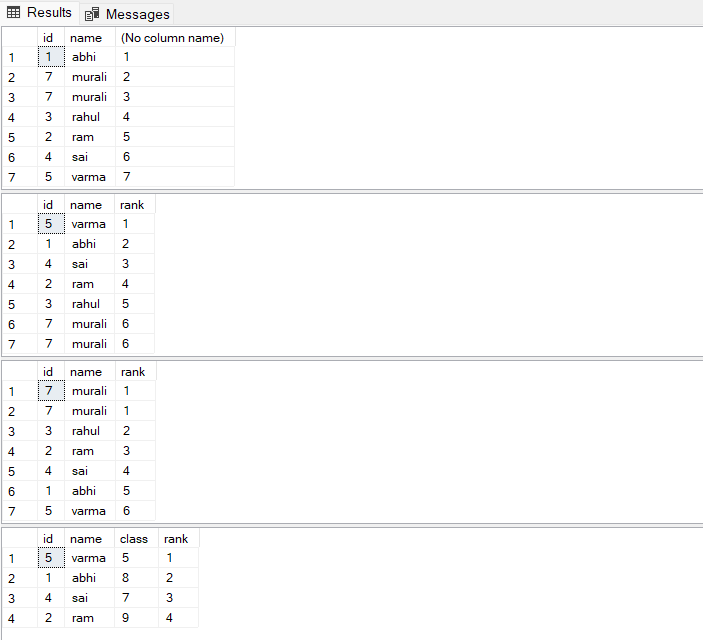 Results Messages
id name (No column name)
1 1 abhi 1
2 7 murali 2
3 7 murali 3
4 3 rahul 4
5 2 ram 5
6 4 sai 6
7 5 varma 7
id name rank
1 5 varma 1
2 1 abhi 2
3 4 sai 3
4 2 ram 4
5 3 rahul 5
6 7 murali 6
7 7 murali 6
id name rank
1 7 murali 1
2 7 murali 1
3 3 rahul 2
4 2 ram 3
5 4 sai 4
6 1 abhi 5
7 5 varma 6
id name class rank
1 5 varma 5 1
2 1 abhi 8 2
3 4 sai 7 3
4 2 ram 9 4